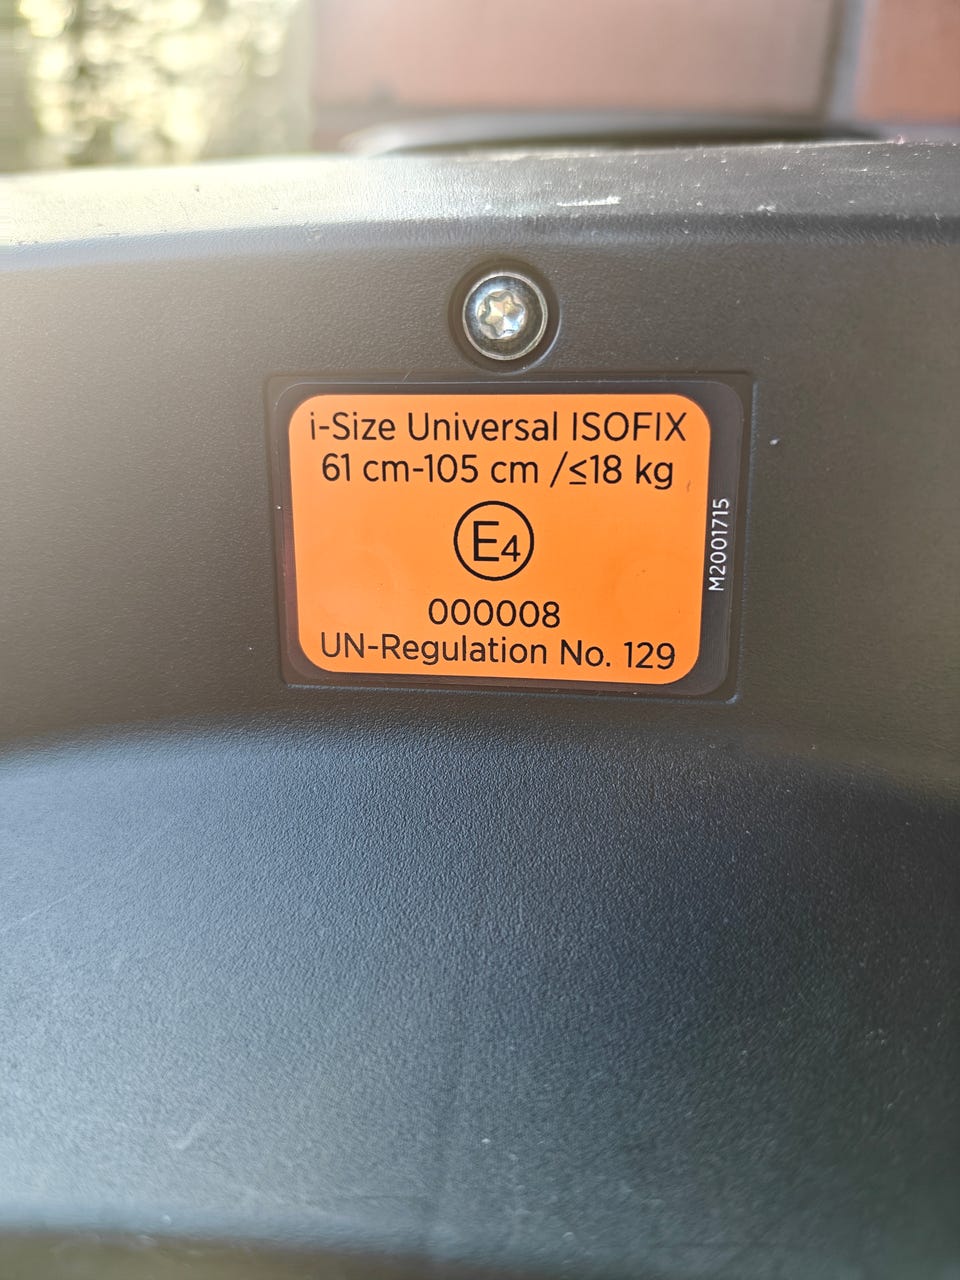 i-Size Universal ISOFIX
61 cm-105 cm /≤18 kg
E4
000008
UN-Regulation No. 129
M2001715